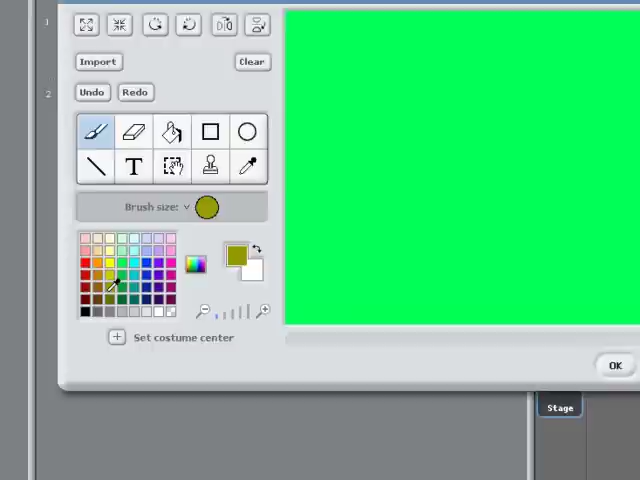 1
Import
Clear
2
Undo
Redo
T
Brush size:
Set costume center
OK
Stage